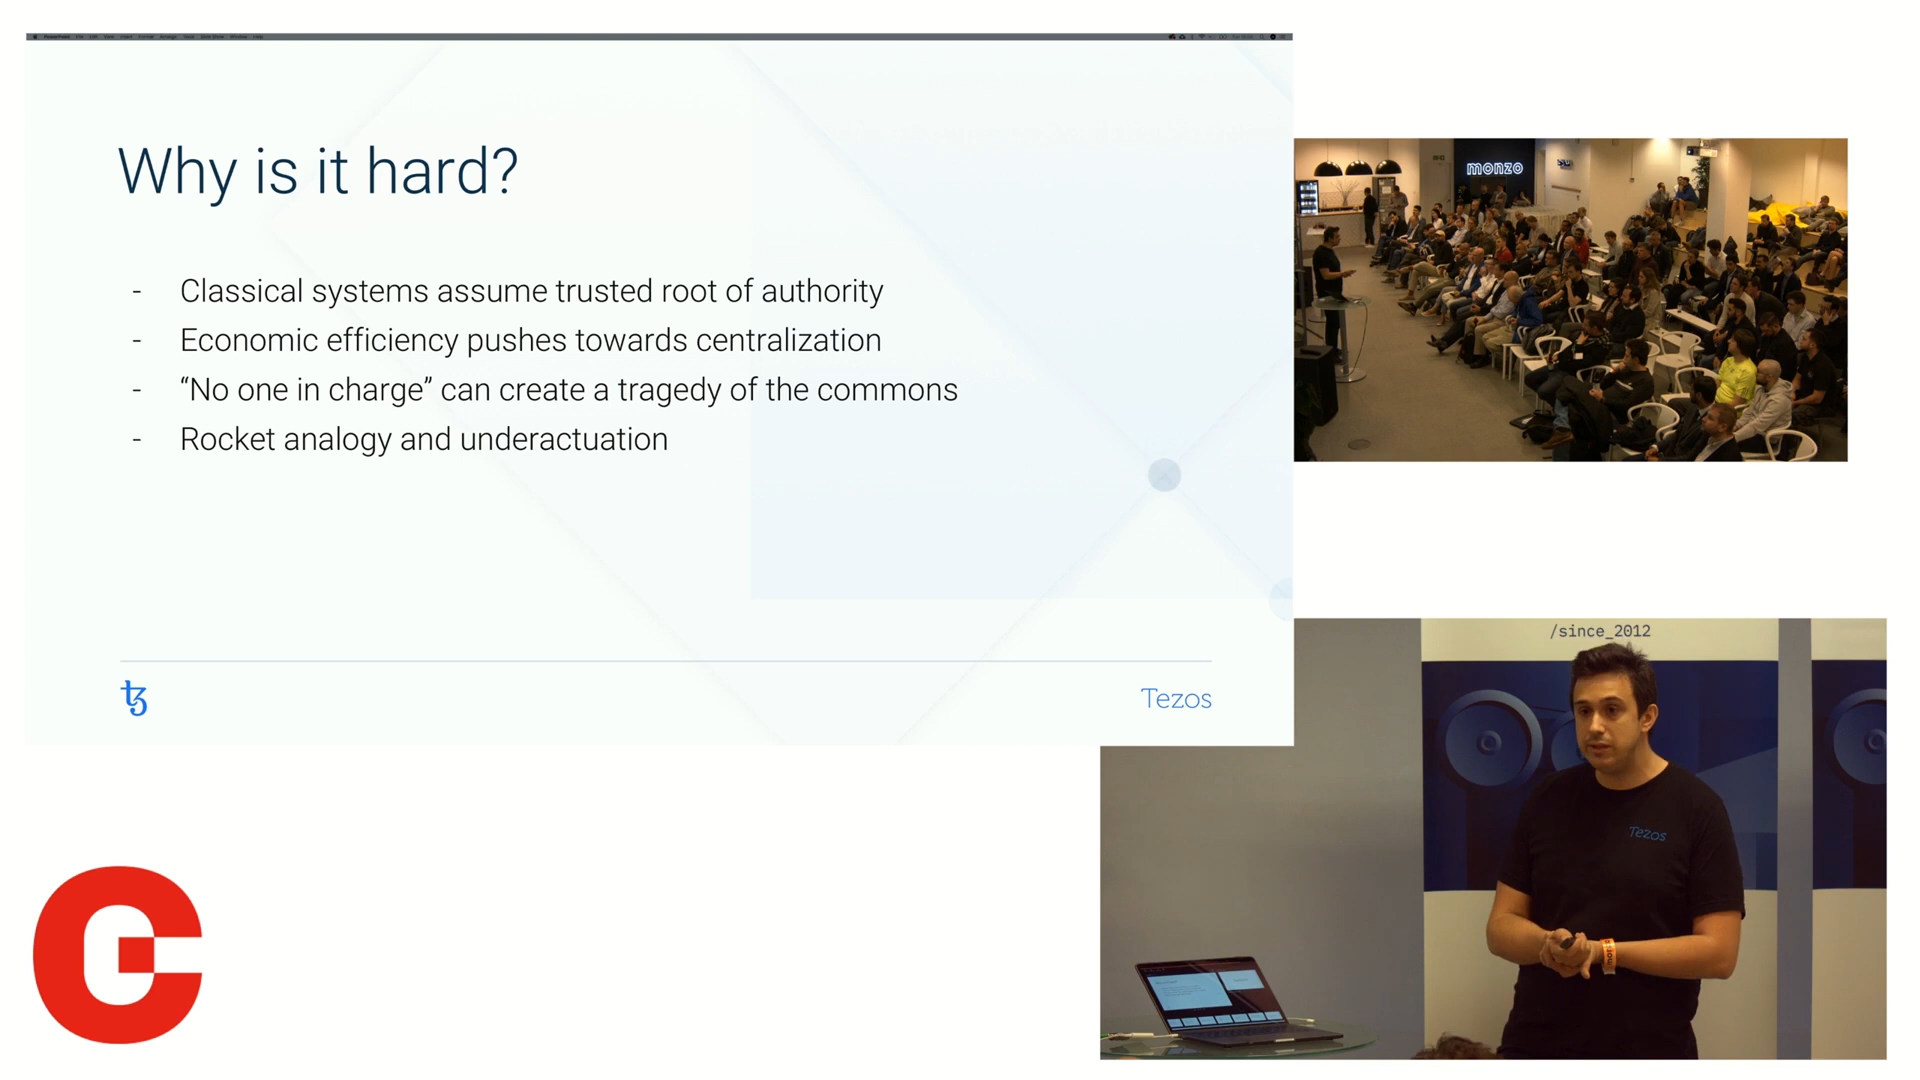 Why is it hard?
- Classical systems assume trusted root of authority
- Economic efficiency pushes towards centralization
- “No one in charge” can create a tragedy of the commons
- Rocket analogy and underactuation
ꜩ
Tezos
monzo
/since_2012
Tezos